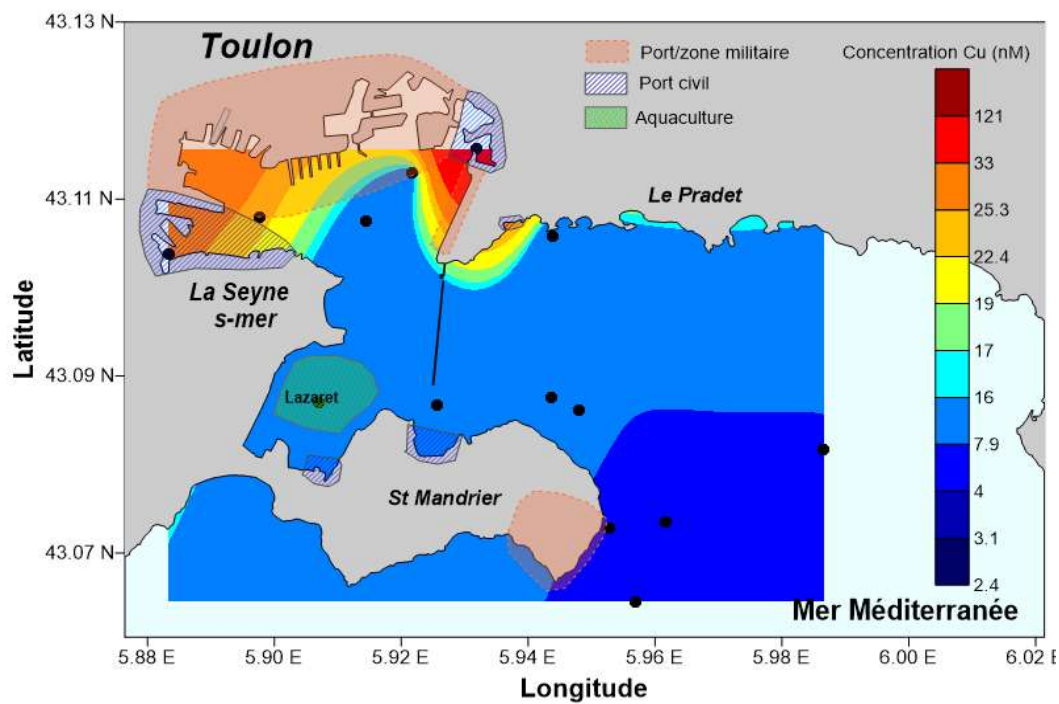 43.13 N
43.11 N
43.09 N
43.07 N
Latitude
Toulon
Port/zone militaire
Port civil
Aquaculture
Concentration Cu (nM)
121
33
25.3
22.4
19
17
16
7.9
4
3.1
2.4
Le Pradet
La Seyne
s-mer
Lazaret
St Mandrier
Mer Méditerranée
5.88 E
5.90 E
5.92 E
5.94 E
5.96 E
5.98 E
6.00 E
6.02 E
Longitude